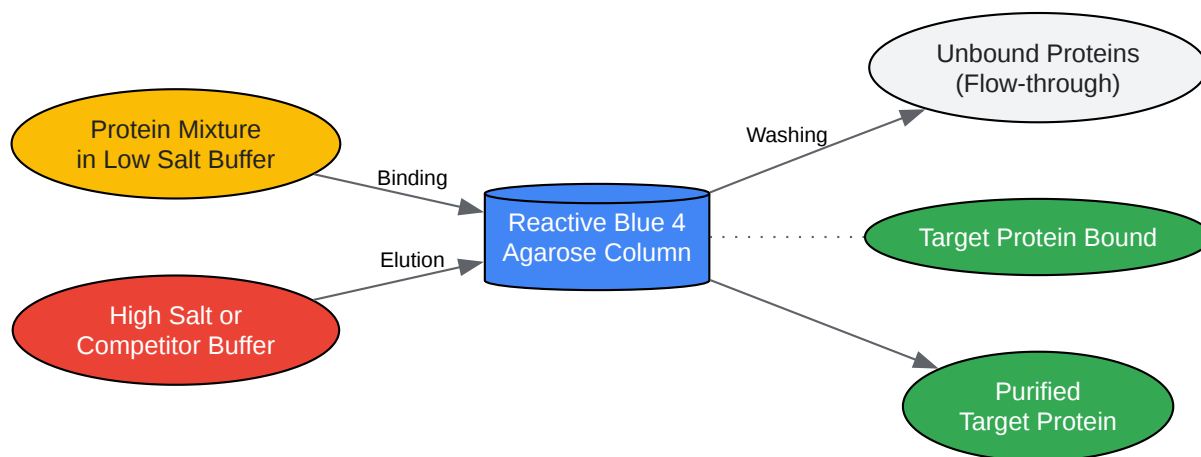 Unbound Proteins
(Flow-through)
Protein Mixture
in Low Salt Buffer
Washing
Binding
Reactive Blue 4
Agarose Column
Target Protein Bound
Elution
High Salt or
Competitor Buffer
Purified
Target Protein